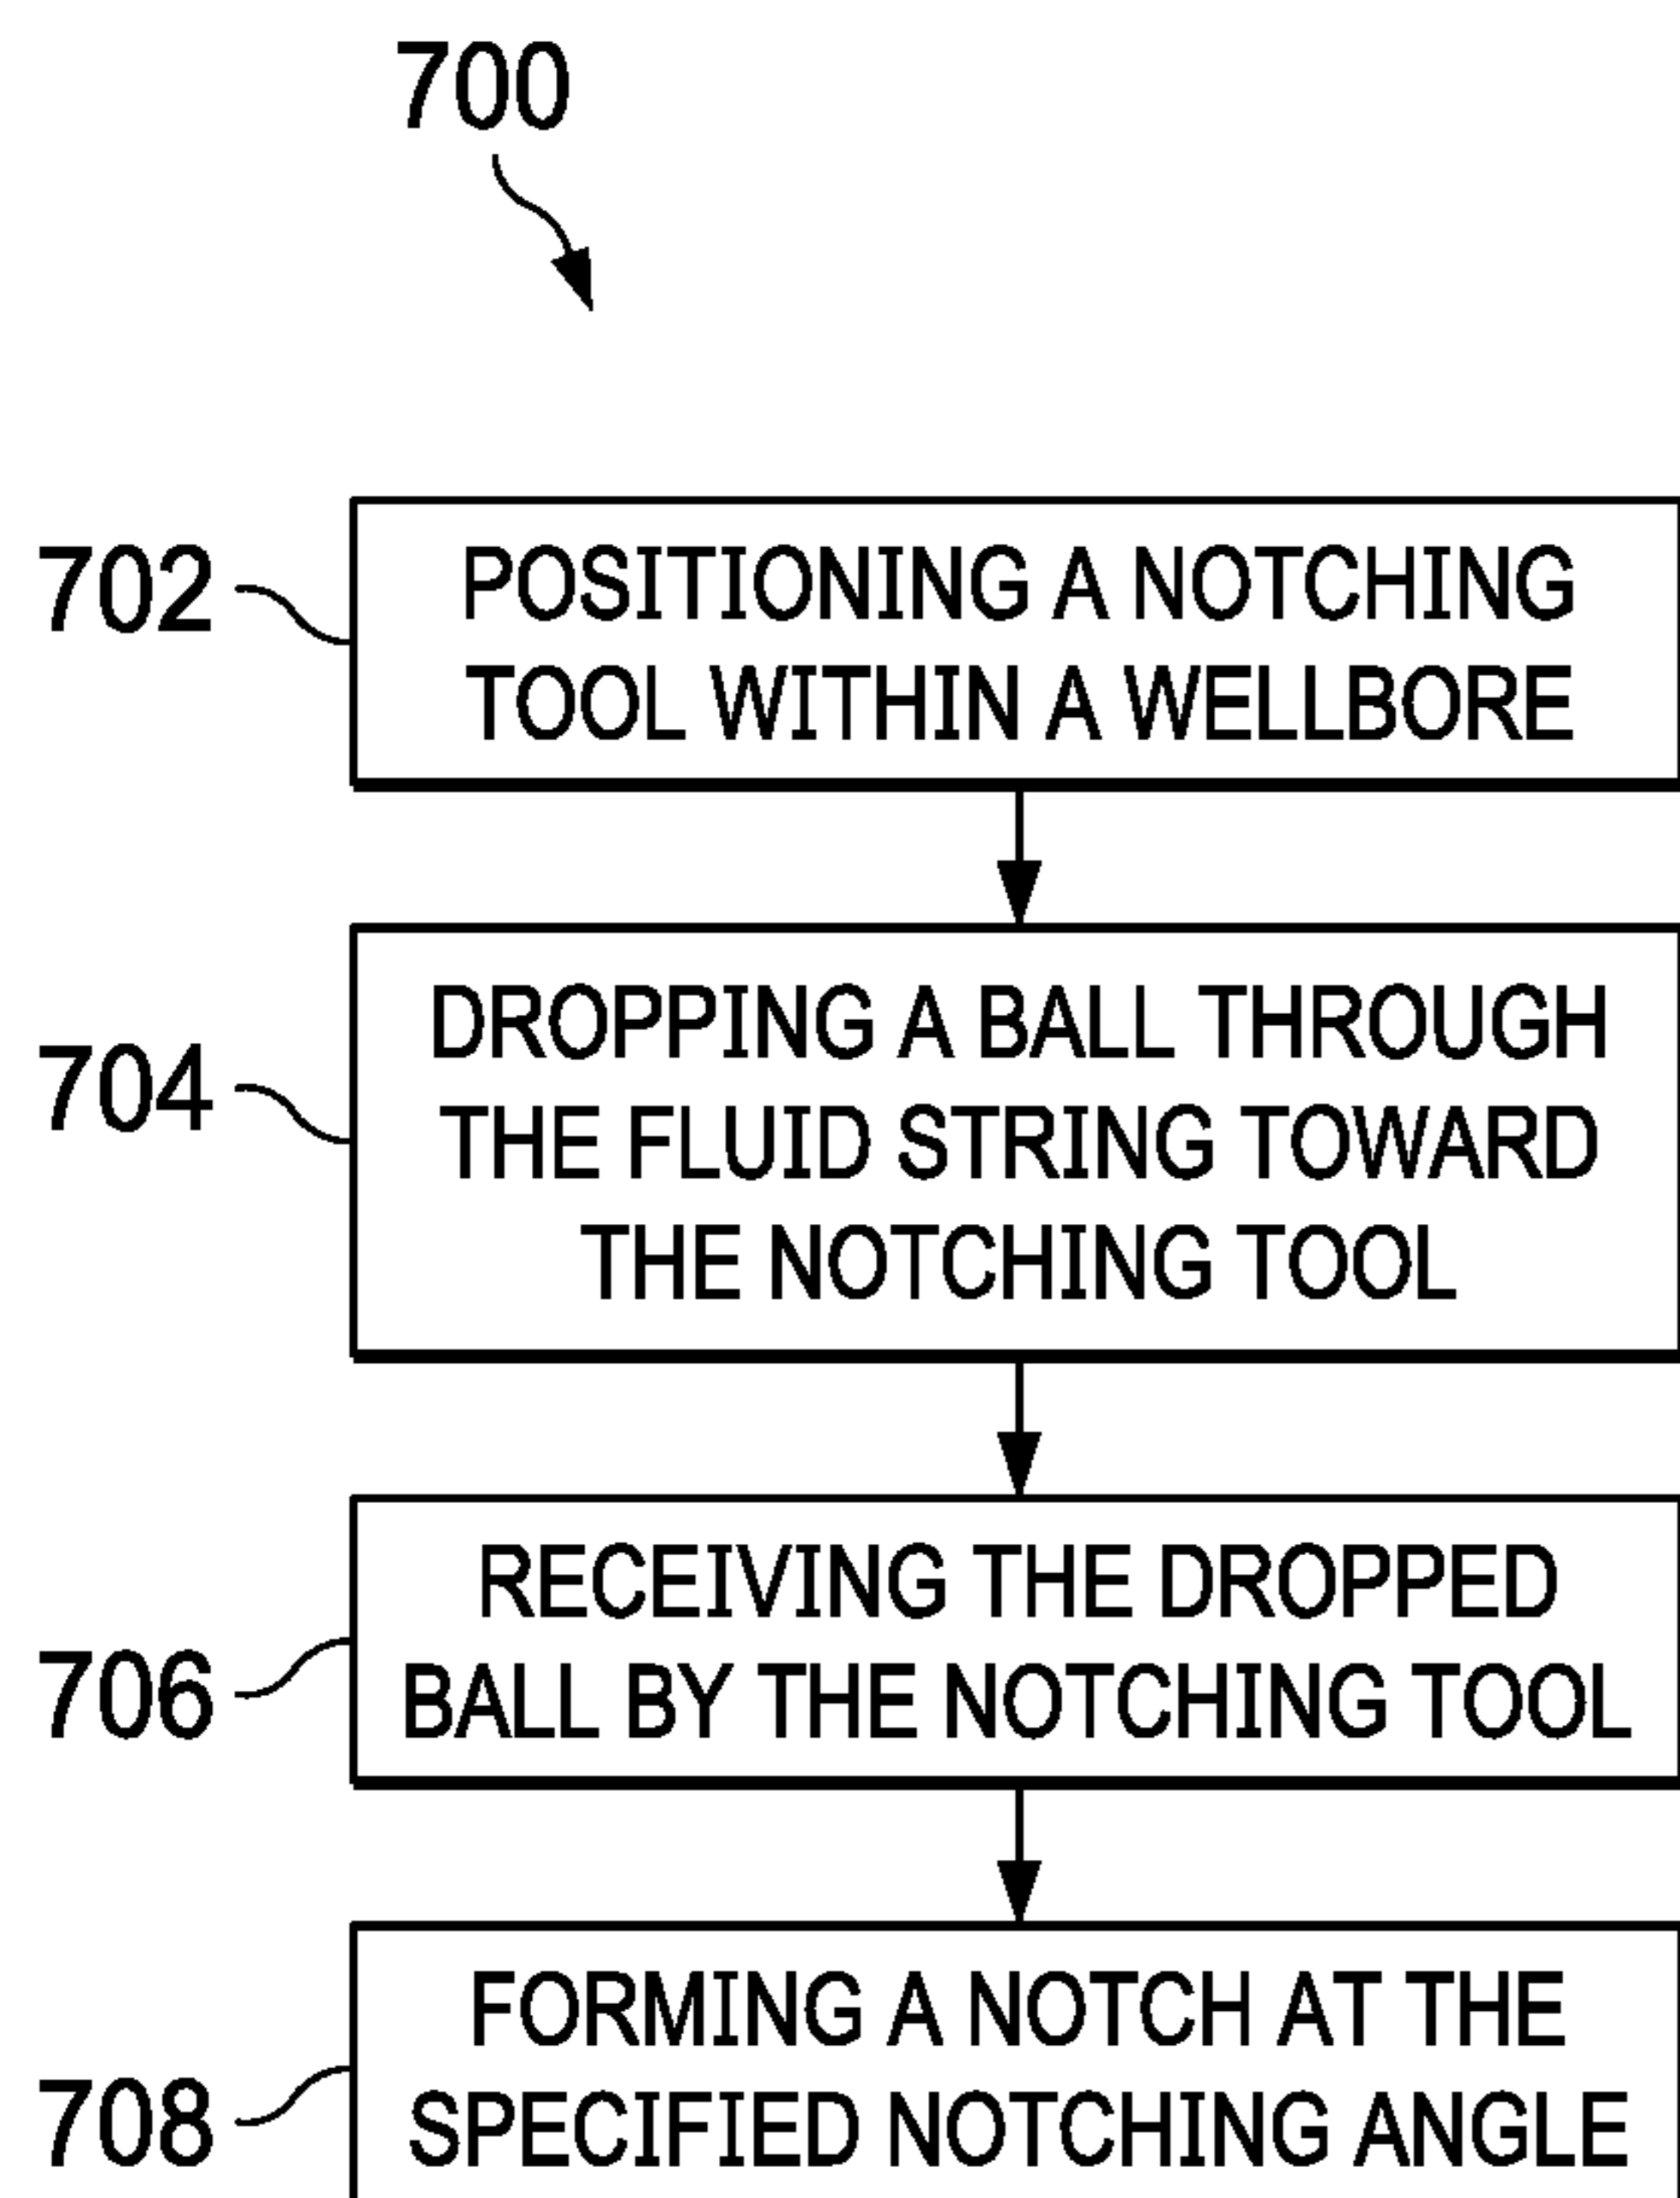 700
702
POSITIONING A NOTCHING
TOOL WITHIN A WELLBORE
704
DROPPING A BALL THROUGH
THE FLUID STRING TOWARD
THE NOTCHING TOOL
706
RECEIVING THE DROPPED
BALL BY THE NOTCHING TOOL
708
FORMING A NOTCH AT THE
SPECIFIED NOTCHING ANGLE